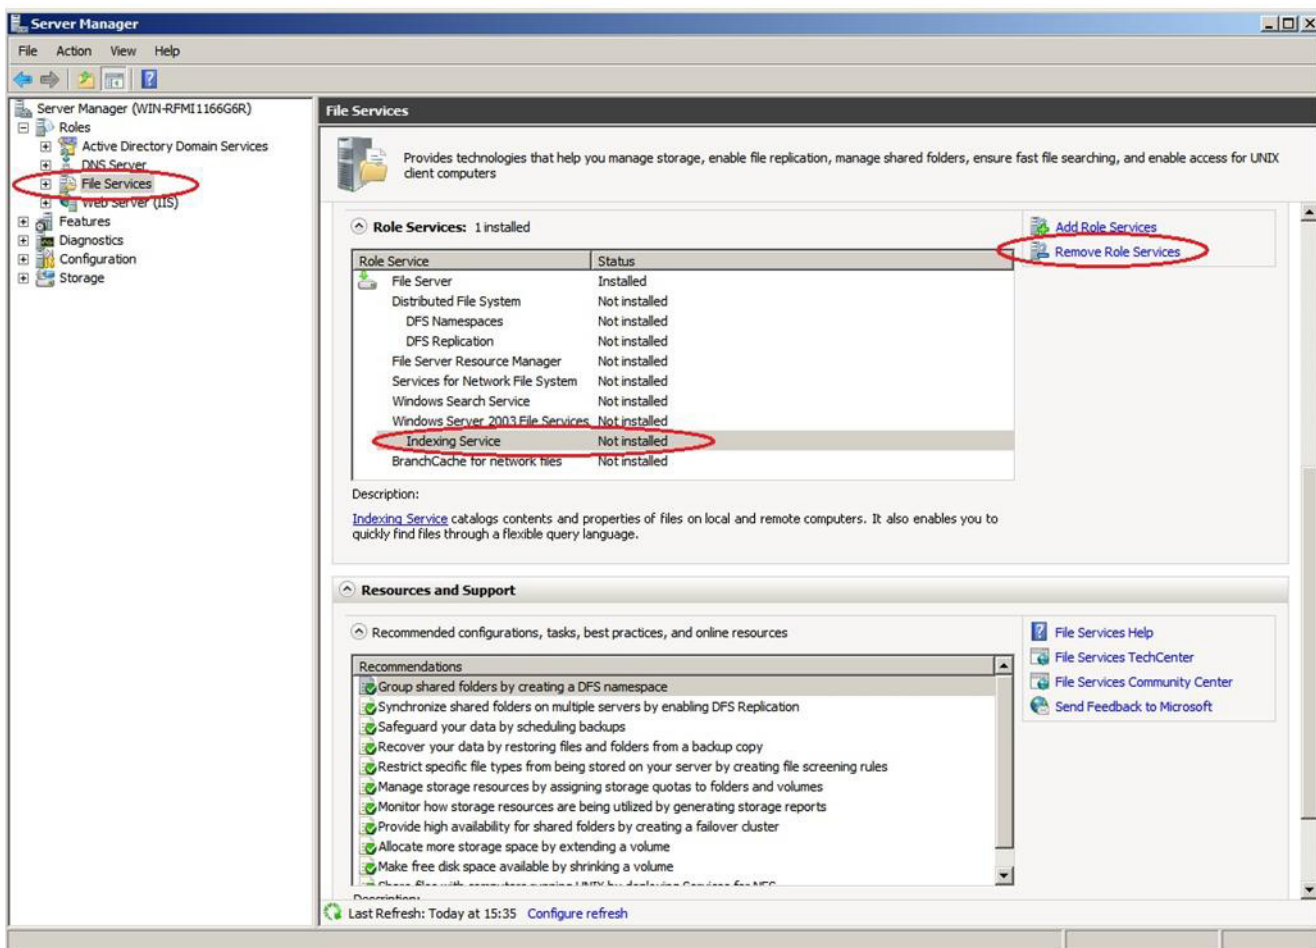 Server Manager
File Action View Help
Server Manager (WIN-RFMI1166G6R)
Roles
Active Directory Domain Services
DNS Server
File Services
Web Server (IIS)
Features
Diagnostics
Configuration
Storage
File Services
Provides technologies that help you manage storage, enable file replication, manage shared folders, ensure fast file searching, and enable access for UNIX
client computers
Role Services: 1 installed
Add Role Services
Remove Role Services
Role Service Status
File Server Installed
Distributed File System Not installed
DFS Namespaces Not installed
DFS Replication Not installed
File Server Resource Manager Not installed
Services for Network File System Not installed
Windows Search Service Not installed
Windows Server 2003 File Services Not installed
Indexing Service Not installed
BranchCache for network files Not installed
Description:
Indexing Service catalogs contents and properties of files on local and remote computers. It also enables you to
quickly find files through a flexible query language.
Resources and Support
Recommended configurations, tasks, best practices, and online resources
File Services Help
File Services TechCenter
File Services Community Center
Send Feedback to Microsoft
Recommendations
Group shared folders by creating a DFS namespace
Synchronize shared folders on multiple servers by enabling DFS Replication
Safeguard your data by scheduling backups
Recover your data by restoring files and folders from a backup copy
Restrict specific file types from being stored on your server by creating file screening rules
Manage storage resources by assigning storage quotas to folders and volumes
Monitor how storage resources are being utilized by generating storage reports
Provide high availability for shared folders by creating a failover cluster
Allocate more storage space by extending a volume
Make free disk space available by shrinking a volume
Share files with computers running UNIX by deploying Services for NFS
Description:
Last Refresh: Today at 15:35 Configure refresh